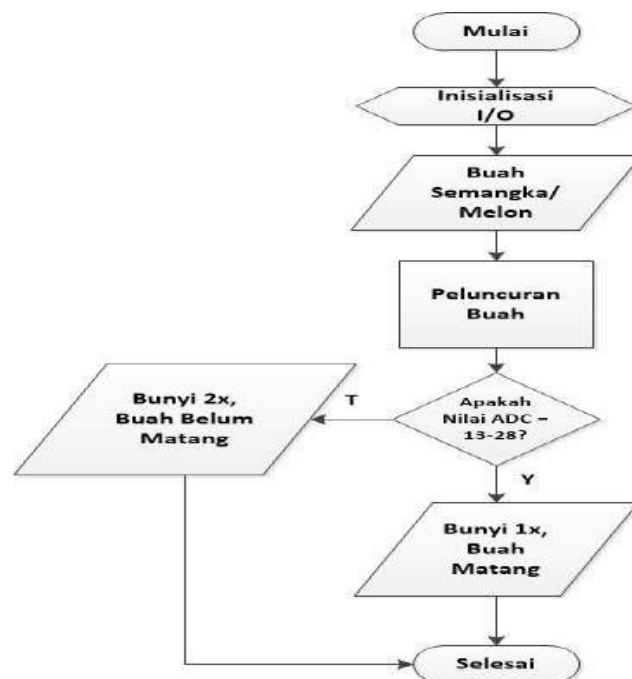 Mulai
Inisialisasi
I/O
Buah
Semangka/
Melon
Peluncuran
Buah
Apakah
Nilai ADC =
13-28?
T
Bunyi 2x,
Buah Belum
Matang
Y
Bunyi 1x,
Buah
Matang
Selesai